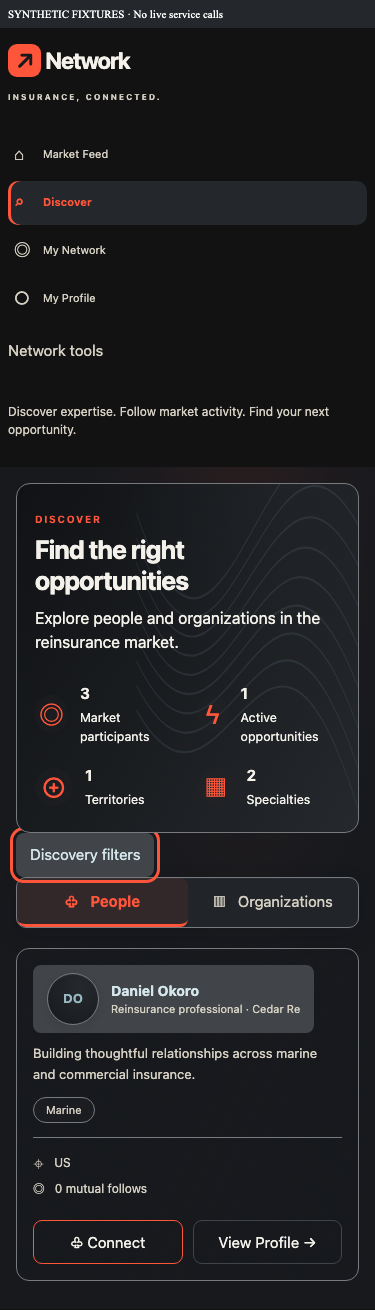 SYNTHETIC FIXTURES · No live service calls
Network
INSURANCE, CONNECTED.
Market Feed
Discover
My Network
My Profile
Network tools
Discover expertise. Follow market activity. Find your next
opportunity.
DISCOVER
Find the right
opportunities
Explore people and organizations in the
reinsurance market.
3
Market
participants
1
Active
opportunities
1
Territories
2
Specialties
Discovery filters
People
Organizations
DO
Daniel Okoro
Reinsurance professional · Cedar Re
Building thoughtful relationships across marine
and commercial insurance.
Marine
US
0 mutual follows
Connect
View Profile →